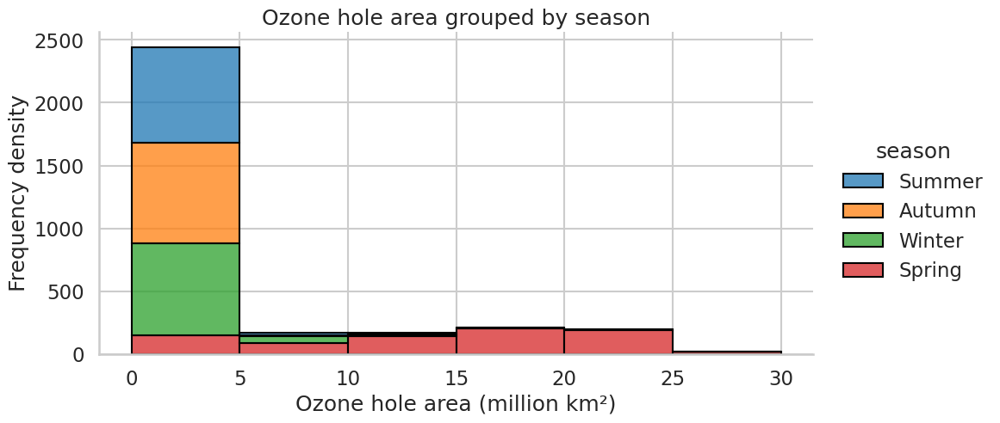 Ozone hole area grouped by season
2500
2000
1500
1000
500
0
Frequency density
0 5 10 15 20 25 30
Ozone hole area (million km²)
season
Summer
Autumn
Winter
Spring